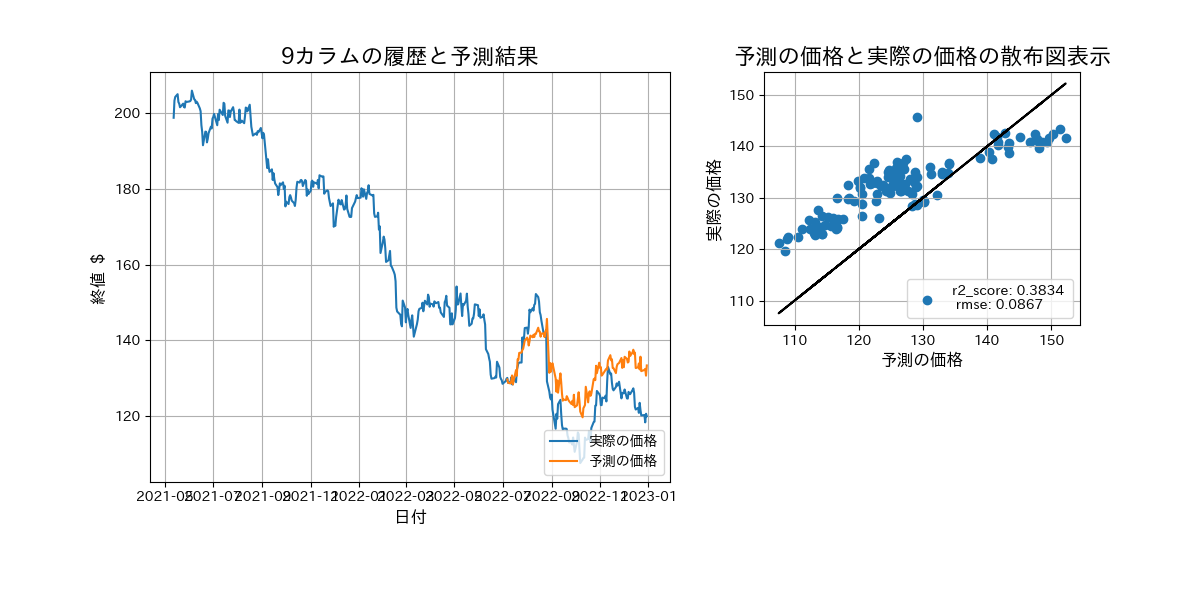 9カラムの履歴と予測結果
終値 $
200
180
160
140
120
2021-05
2021-07
2021-09
2021-11
2022-01
2022-03
2022-05
2022-07
2022-09
2022-11
2023-01
日付
実際の価格
予測の価格
予測の価格と実際の価格の散布図表示
実際の価格
150
140
130
120
110
110
120
130
140
150
予測の価格
r2_score: 0.3834
rmse: 0.0867